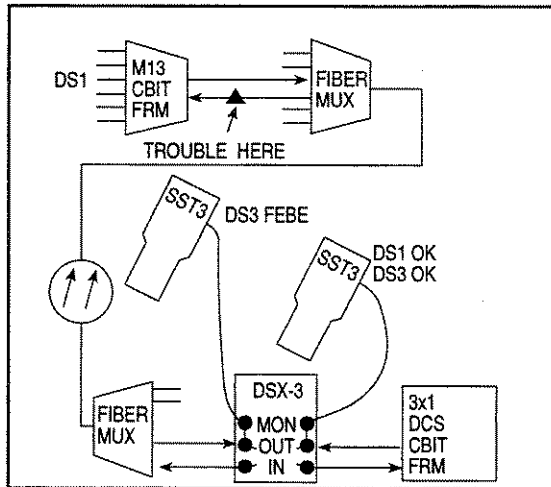 DS1
M13
CBIT
FRM
FIBER
MUX
TROUBLE HERE
SST3
DS3 FEBE
SST3
DS1 OK
DS3 OK
FIBER
MUX
DSX-3
MON
OUT
IN
3x1
DCS
CBIT
FRM